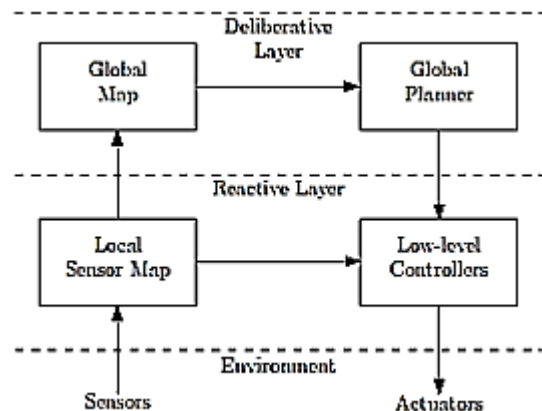 Deliberative
Layer
Global
Map
Global
Planner
Reactive Layer
Local
Sensor Map
Low-level
Controllers
Environment
Sensors
Actuators